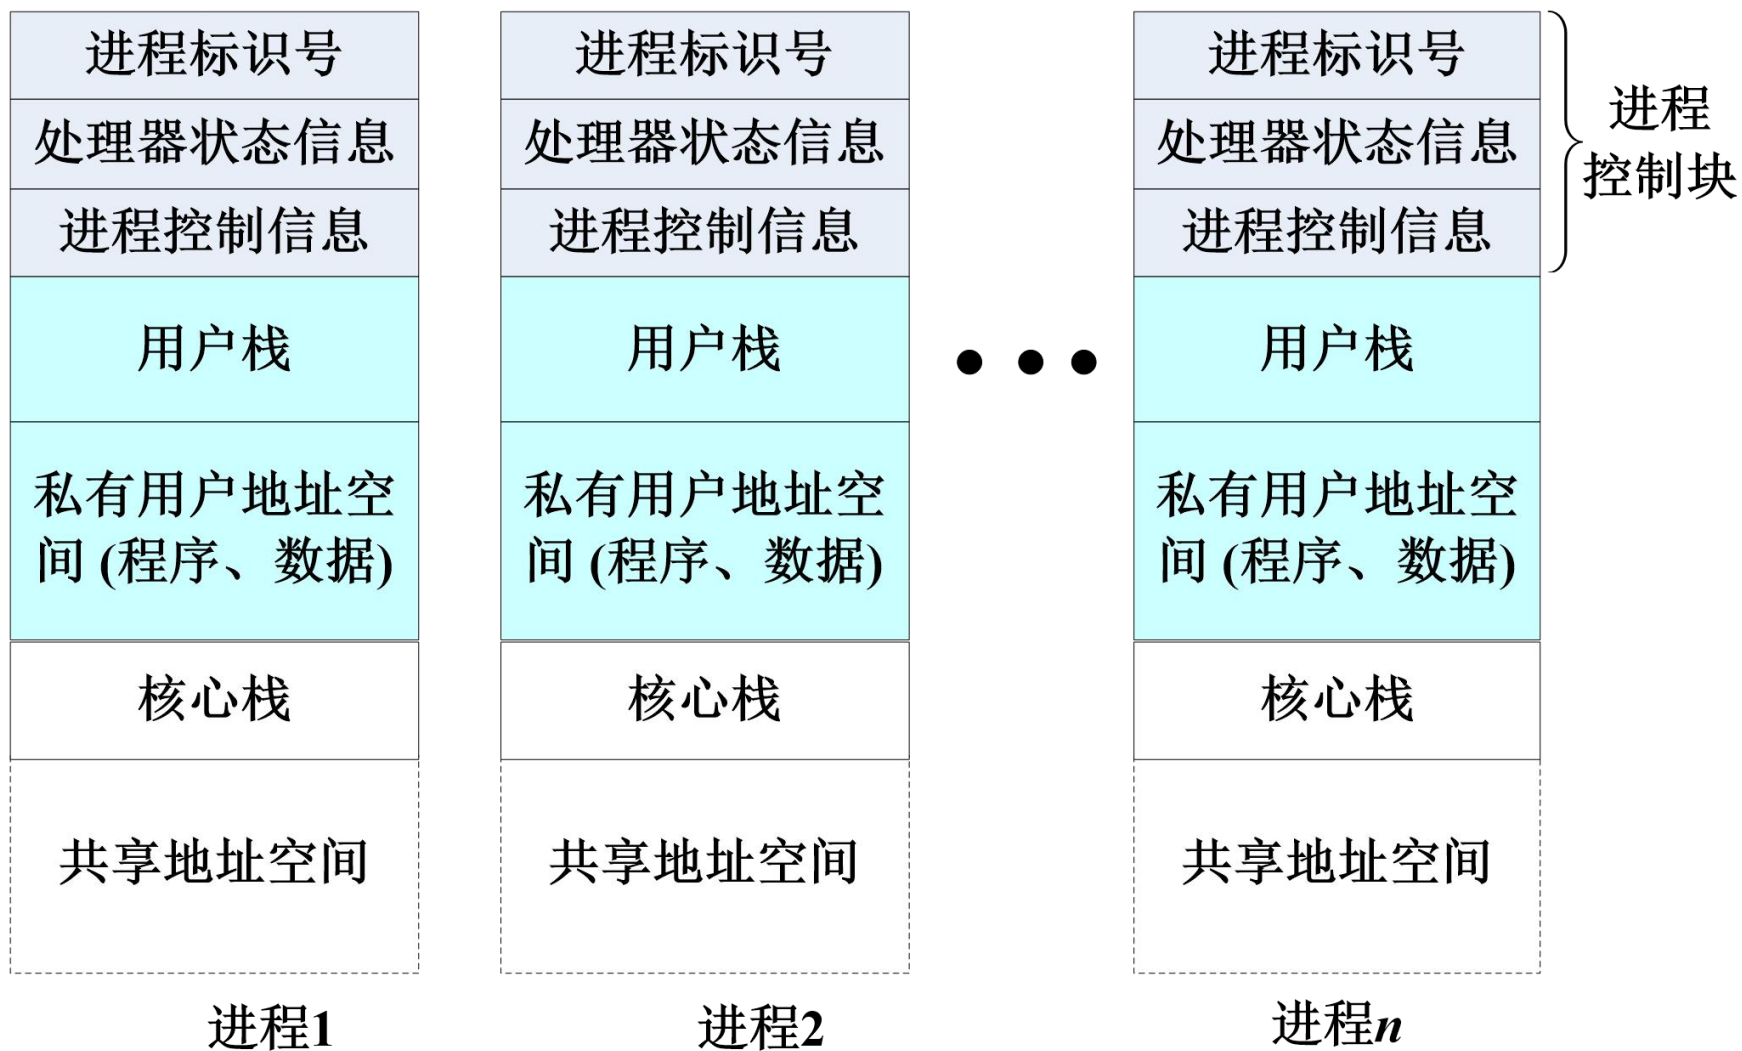 进程标识号
处理器状态信息
进程控制信息
用户栈
私有用户地址空
间 (程序、数据)
核心栈
共享地址空间
进程1
进程标识号
处理器状态信息
进程控制信息
用户栈
私有用户地址空
间 (程序、数据)
核心栈
共享地址空间
进程2
进程标识号
处理器状态信息
进程控制信息
用户栈
私有用户地址空
间 (程序、数据)
核心栈
共享地址空间
进程n
进程
控制块